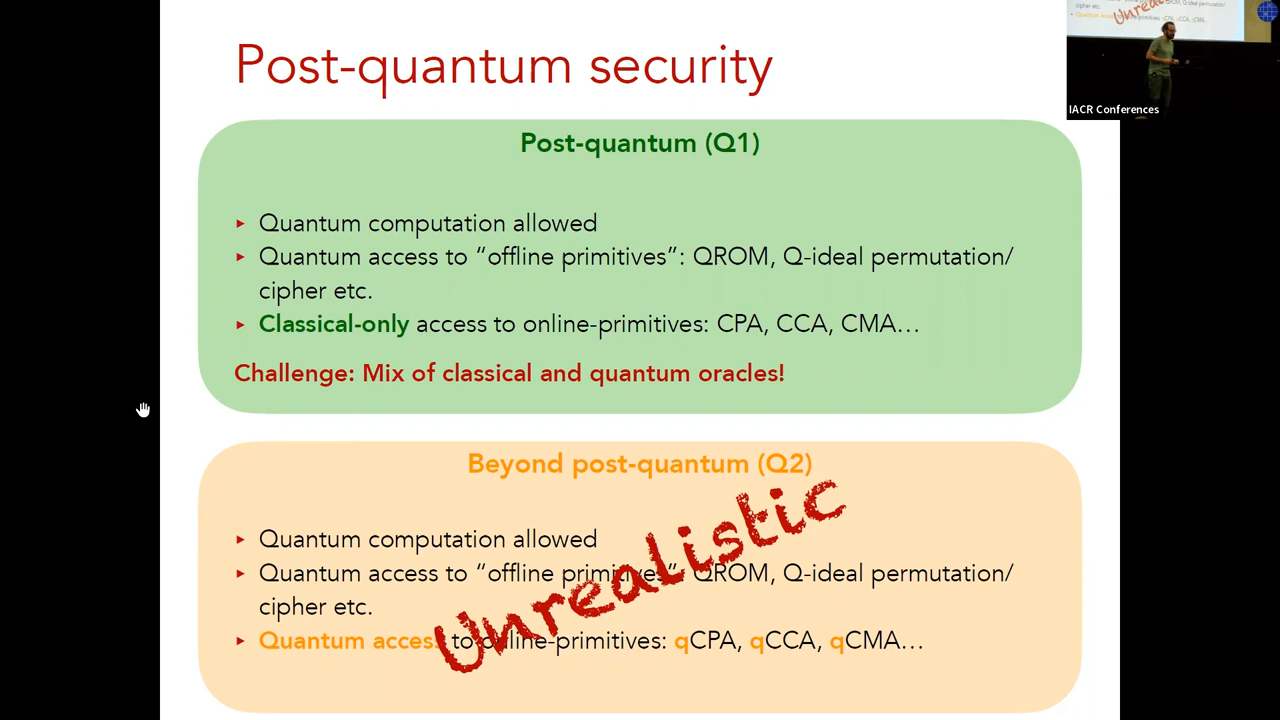 Post-quantum security
IACR Conferences
Post-quantum (Q1)
▸ Quantum computation allowed
▸ Quantum access to “offline primitives”: QROM, Q-ideal permutation/
cipher etc.
▸ Classical-only access to online-primitives: CPA, CCA, CMA…
Challenge: Mix of classical and quantum oracles!
Beyond post-quantum (Q2)
▸ Quantum computation allowed
▸ Quantum access to “offline primitives”: QROM, Q-ideal permutation/
cipher etc.
▸ Quantum access to online-primitives: qCPA, qCCA, qCMA…
Unrealistic